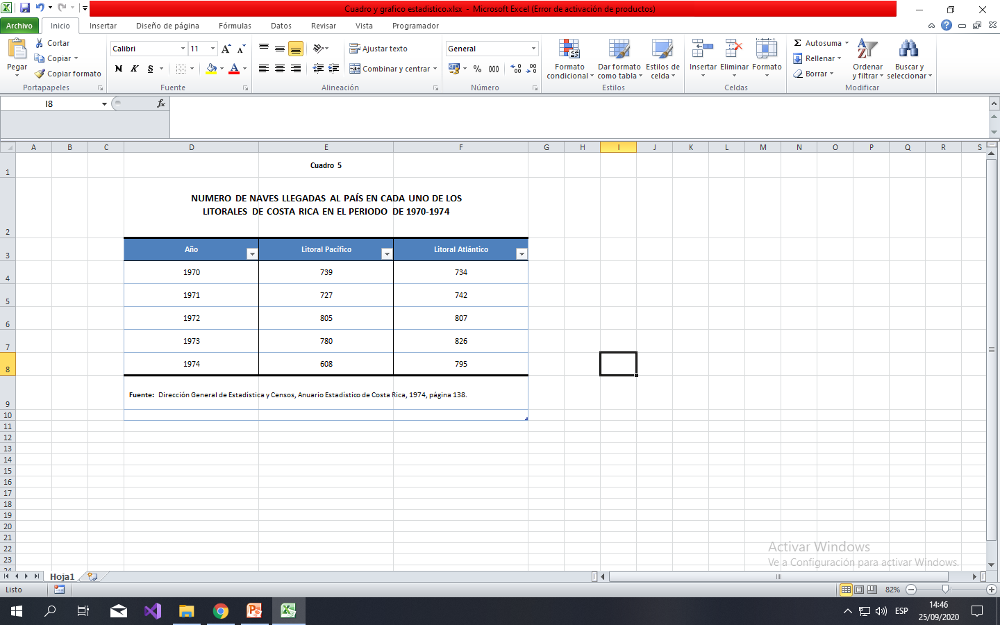 Cuadro y grafico estadístico.xlsx - Microsoft Excel (Error de activación de productos)
Archivo Inicio Insertar Diseño de página Fórmulas Datos Revisar Vista Programador
Pegar
Cortar
Copiar
Copiar formato
Portapapeles
Calibri 11
N K S
Fuente
Ajustar texto
Combinar y centrar
Alineación
General
% 000
Número
Formato condicional
Dar formato como tabla
Estilos de celda
Estilos
Insertar Eliminar Formato
Celdas
Σ Autosuma
Rellenar
Borrar
Ordenar y filtrar
Buscar y seleccionar
Modificar
I8 fx
A B C D E F G H I J K L M N O P Q R S
1 Cuadro 5
NUMERO DE NAVES LLEGADAS AL PAÍS EN CADA UNO DE LOS
LITORALES DE COSTA RICA EN EL PERIODO DE 1970-1974
2
3 Año Litoral Pacífico Litoral Atlántico
4 1970 739 734
5 1971 727 742
6 1972 805 807
7 1973 780 826
8 1974 608 795
9 Fuente: Dirección General de Estadística y Censos, Anuario Estadístico de Costa Rica, 1974, página 138.
10
11
12
13
14
15
16
17
18
19
20
21
22
23
24
Activar Windows
Ve a Configuración para activar Windows.
Hoja1
Listo 82%
ESP 14:46
25/09/2020